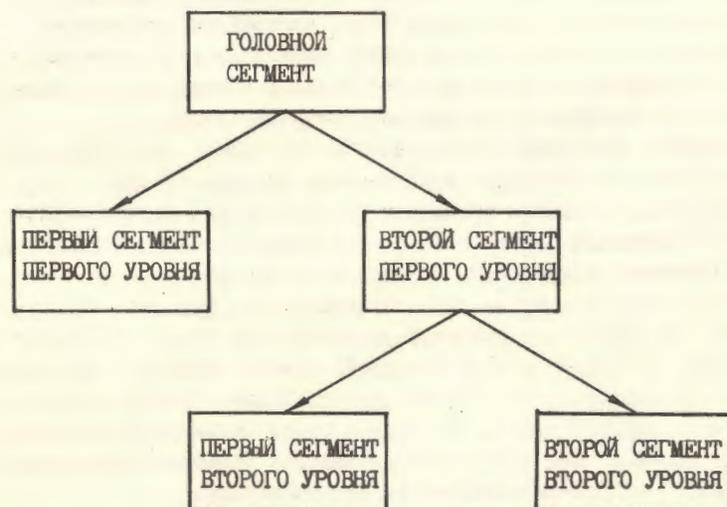 ГОЛОВНОЙ
СЕГМЕНТ
ПЕРВЫЙ СЕГМЕНТ
ПЕРВОГО УРОВНЯ
ВТОРОЙ СЕГМЕНТ
ПЕРВОГО УРОВНЯ
ПЕРВЫЙ СЕГМЕНТ
ВТОРОГО УРОВНЯ
ВТОРОЙ СЕГМЕНТ
ВТОРОГО УРОВНЯ